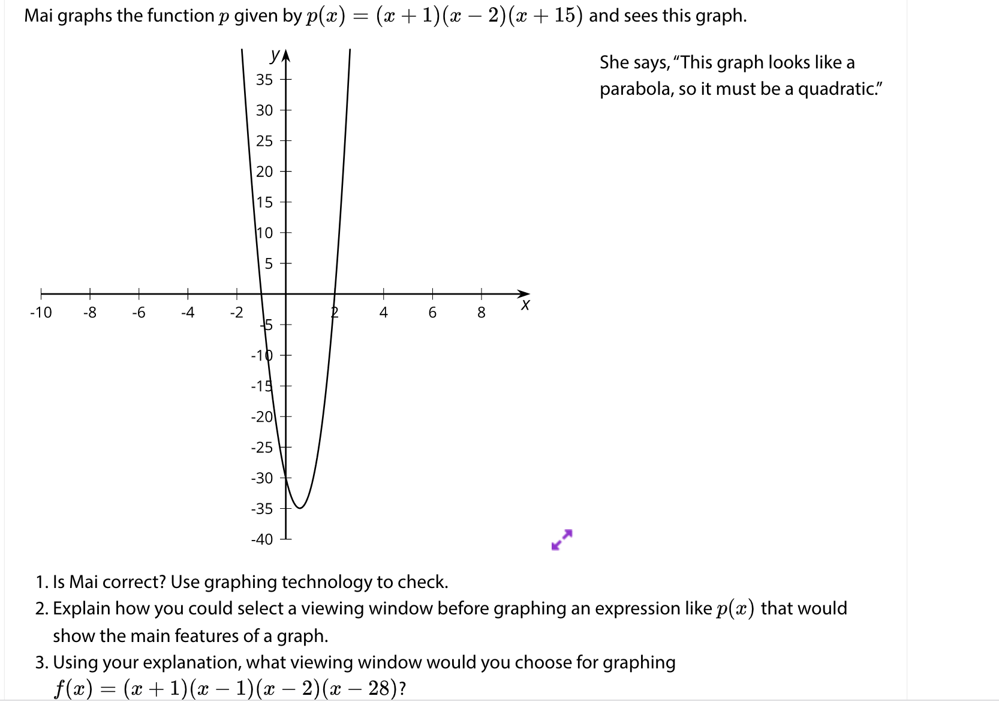 Mai graphs the function p given by p(x) = (x + 1)(x − 2)(x + 15) and sees this graph.
She says, “This graph looks like a
parabola, so it must be a quadratic.”
y
35
30
25
20
15
10
5
-10 -8 -6 -4 -2 2 4 6 8 x
-5
-10
-15
-20
-25
-30
-35
-40
1. Is Mai correct? Use graphing technology to check.
2. Explain how you could select a viewing window before graphing an expression like p(x) that would
show the main features of a graph.
3. Using your explanation, what viewing window would you choose for graphing
f(x) = (x + 1)(x − 1)(x − 2)(x − 28)?